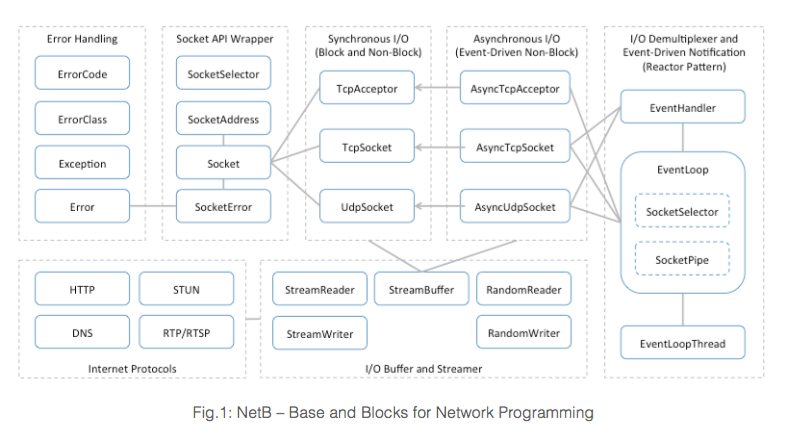 Error Handling
ErrorCode
ErrorClass
Exception
Error
Socket API Wrapper
SocketSelector
SocketAddress
Socket
SocketError
Synchronous I/O
(Block and Non-Block)
TcpAcceptor
TcpSocket
UdpSocket
Asynchronous I/O
(Event-Driven Non-Block)
AsyncTcpAcceptor
AsyncTcpSocket
AsyncUdpSocket
I/O Demultiplexer and
Event-Driven Notification
(Reactor Pattern)
EventHandler
EventLoop
SocketSelector
SocketPipe
EventLoopThread
HTTP
STUN
DNS
RTP/RTSP
Internet Protocols
StreamReader
StreamBuffer
RandomReader
StreamWriter
RandomWriter
I/O Buffer and Streamer
Fig.1: NetB – Base and Blocks for Network Programming